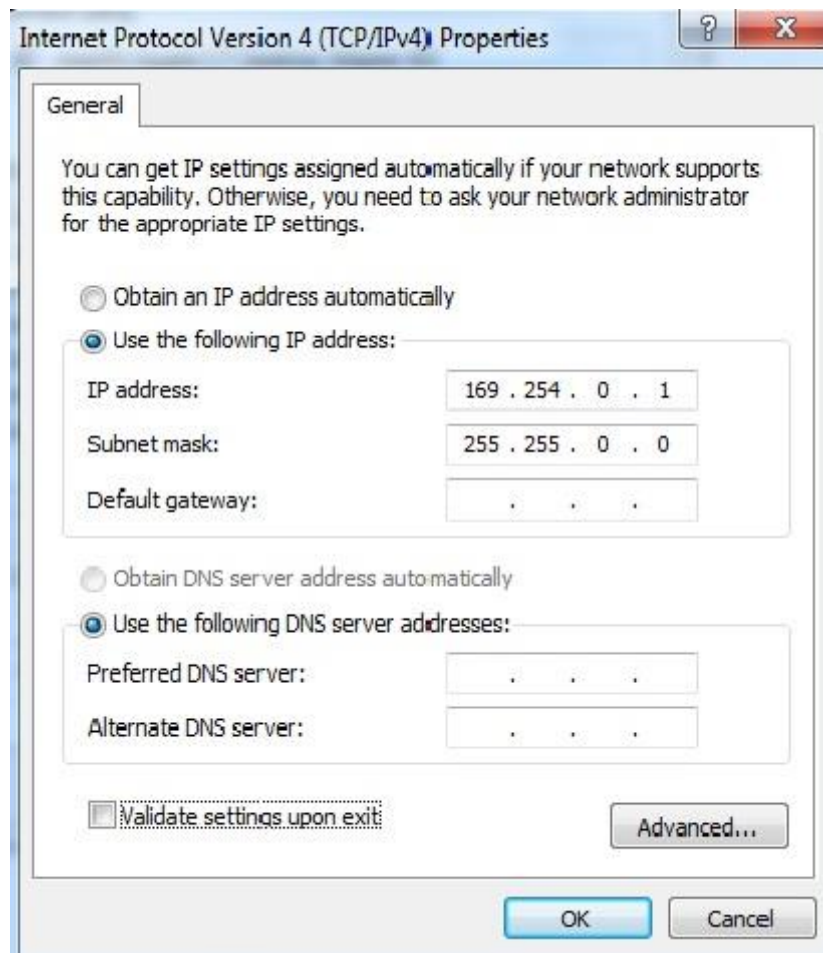 Internet Protocol Version 4 (TCP/IPv4) Properties
?
X
General
You can get IP settings assigned automatically if your network supports
this capability. Otherwise, you need to ask your network administrator
for the appropriate IP settings.
Obtain an IP address automatically
Use the following IP address:
IP address: 169 . 254 . 0 . 1
Subnet mask: 255 . 255 . 0 . 0
Default gateway: . . .
Obtain DNS server address automatically
Use the following DNS server addresses:
Preferred DNS server: . . .
Alternate DNS server: . . .
Validate settings upon exit
Advanced...
OK Cancel